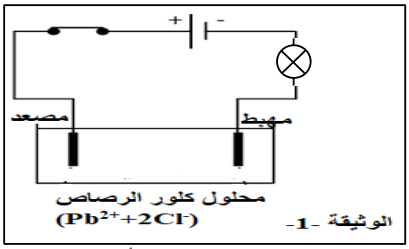 + -
مصعد
مهبط
محلول كلور الرصاص
(Pb²⁺+2Cl⁻)
الوثيقة -1-